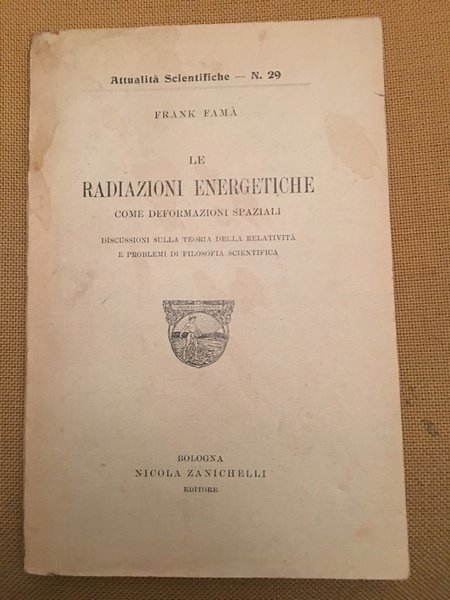 Attualità Scientifiche — N. 29
FRANK FAMÀ
LE
RADIAZIONI ENERGETICHE
COME DEFORMAZIONI SPAZIALI
DISCUSSIONI SULLA TEORIA DELLA RELATIVITÀ
E PROBLEMI DI FILOSOFIA SCIENTIFICA
BOLOGNA
NICOLA ZANICHELLI
EDITORE